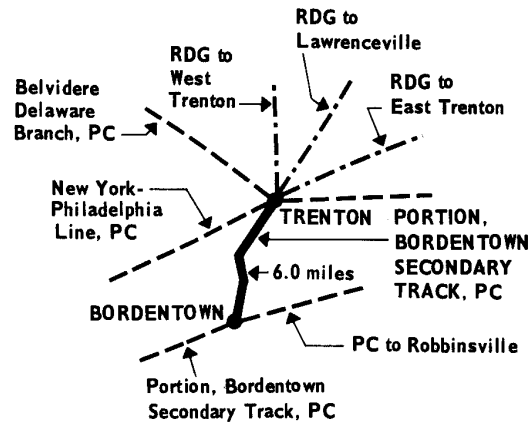 RDG to
Lawrenceville
RDG to
West
Trenton
RDG to
East Trenton
Belvidere
Delaware
Branch, PC
New York-
Philadelphia
Line, PC
TRENTON
PORTION,
BORDENTOWN
SECONDARY
TRACK, PC
6.0 miles
BORDENTOWN
PC to Robbinsville
Portion, Bordentown
Secondary Track, PC